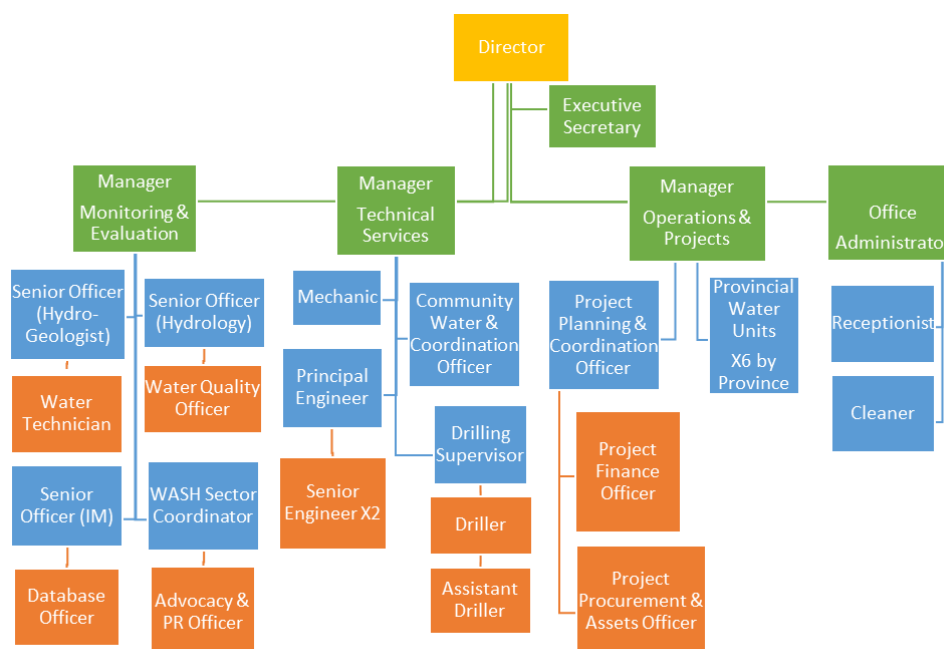 Director
Executive
Secretary
Manager
Monitoring &
Evaluation
Manager
Technical
Services
Manager
Operations &
Projects
Office
Administrato
Senior Officer
(Hydro-
Geologist)
Senior Officer
(Hydrology)
Mechanic
Community
Water &
Coordination
Officer
Project
Planning &
Coordination
Officer
Provincial
Water
Units
X6 by
Province
Receptionist
Water
Technician
Water Quality
Officer
Principal
Engineer
Cleaner
Drilling
Supervisor
Project
Finance
Officer
Senior
Officer (IM)
WASH Sector
Coordinator
Senior
Engineer X2
Driller
Database
Officer
Advocacy &
PR Officer
Assistant
Driller
Project
Procurement &
Assets Officer